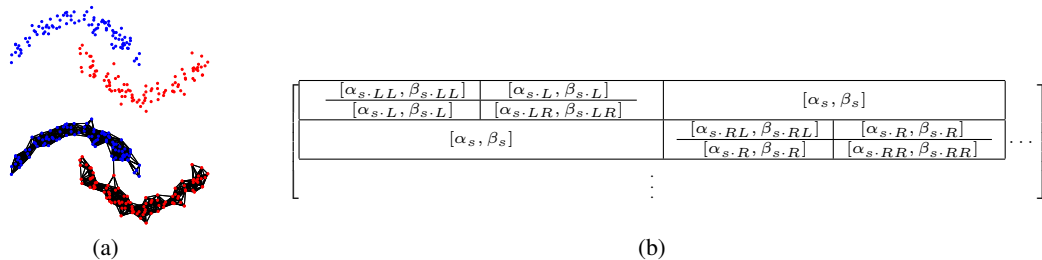 [α_{s·LL}, β_{s·LL}] [α_{s·L}, β_{s·L}] [α_s, β_s]
[α_{s·L}, β_{s·L}] [α_{s·LR}, β_{s·LR}]
[α_s, β_s] [α_{s·RL}, β_{s·RL}] [α_{s·R}, β_{s·R}] ...
[α_{s·R}, β_{s·R}] [α_{s·RR}, β_{s·RR}]
⋮
(a) (b)